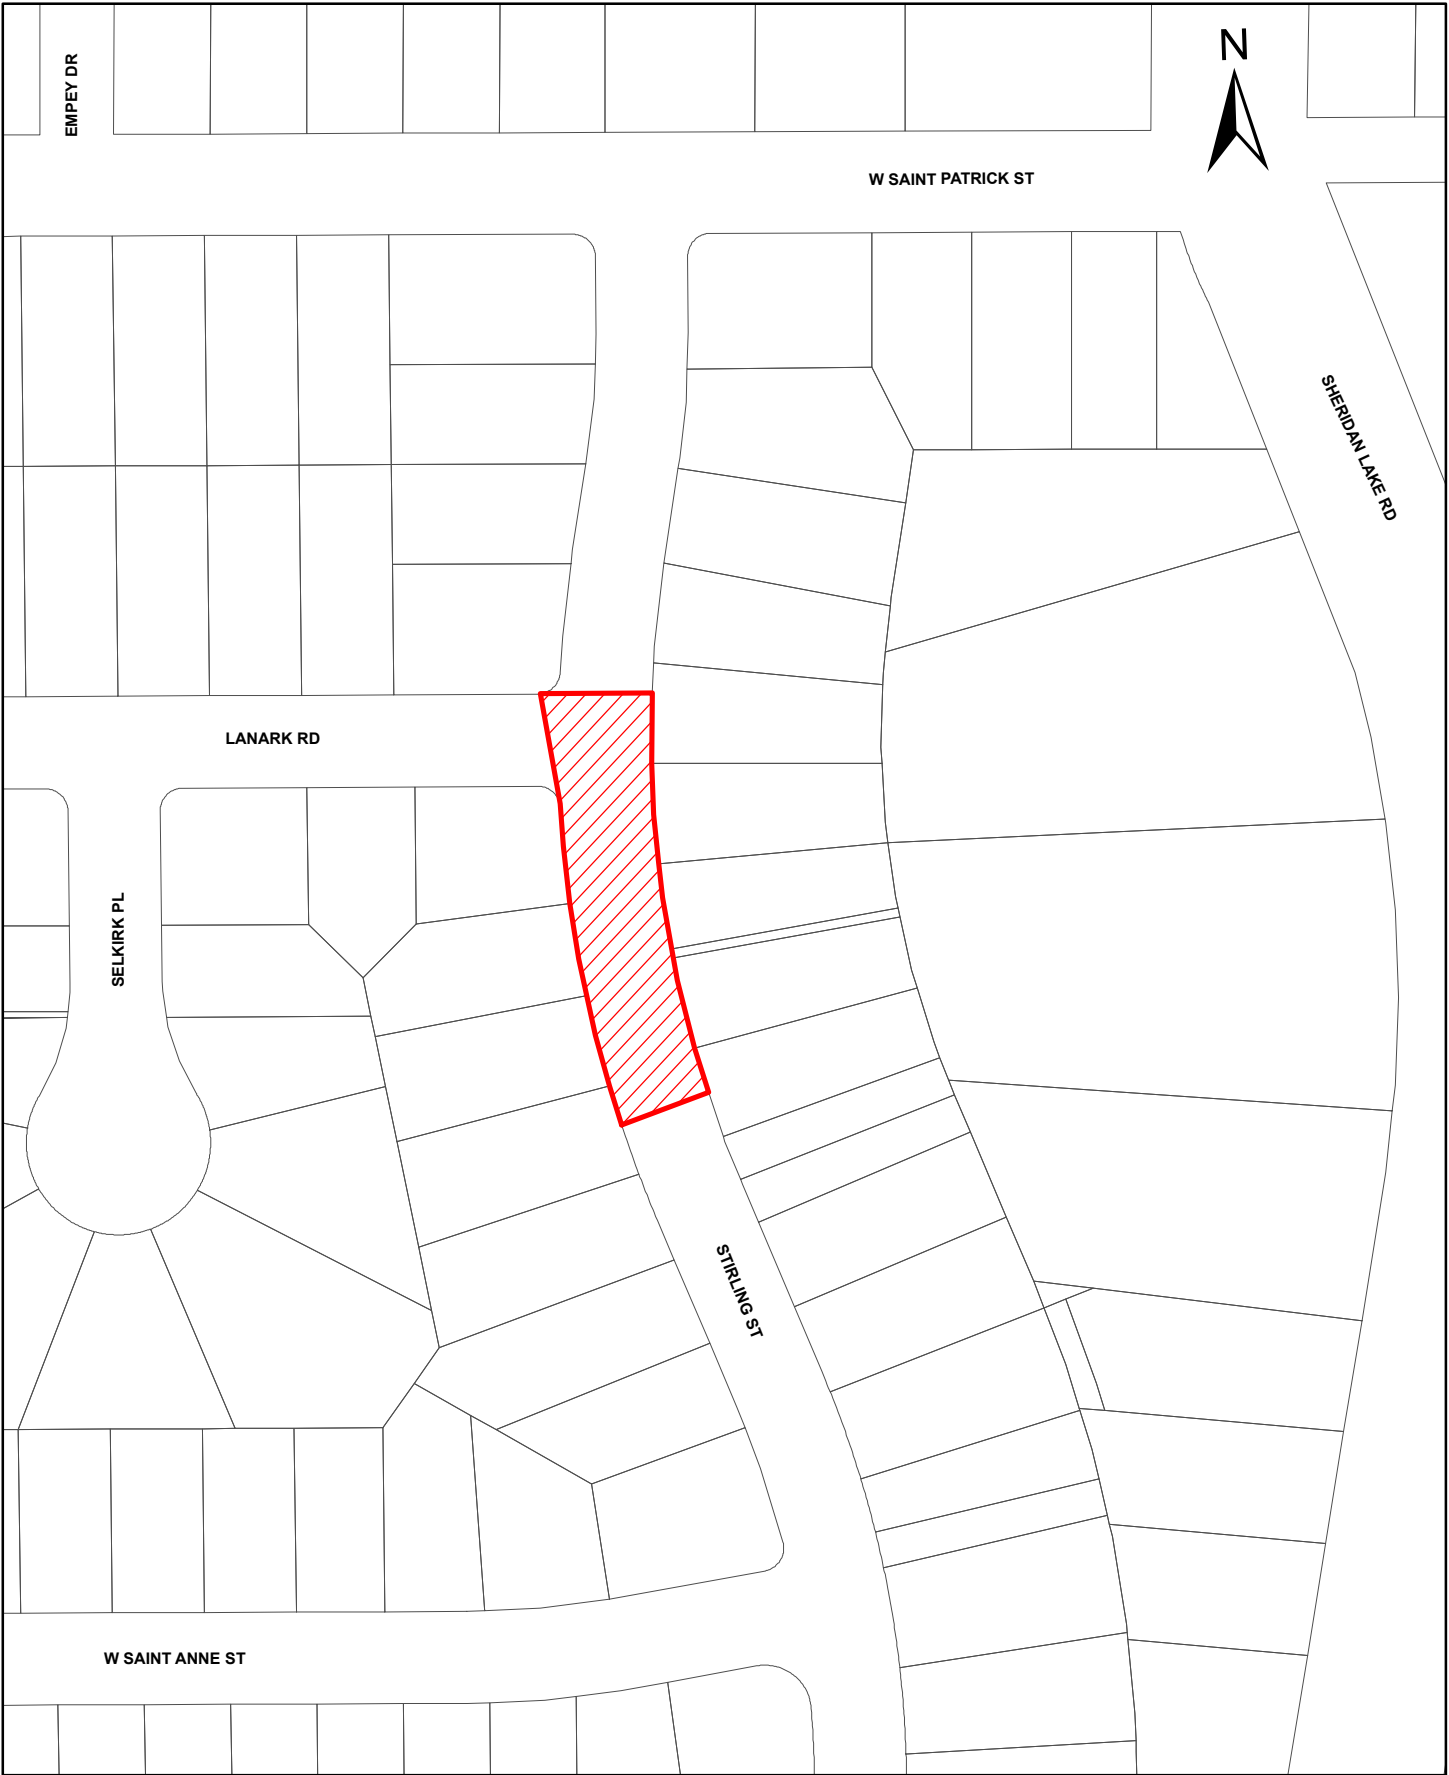 N
EMPEY DR
W SAINT PATRICK ST
SHERIDAN LAKE RD
LANARK RD
SELKIRK PL
STIRLING ST
W SAINT ANNE ST